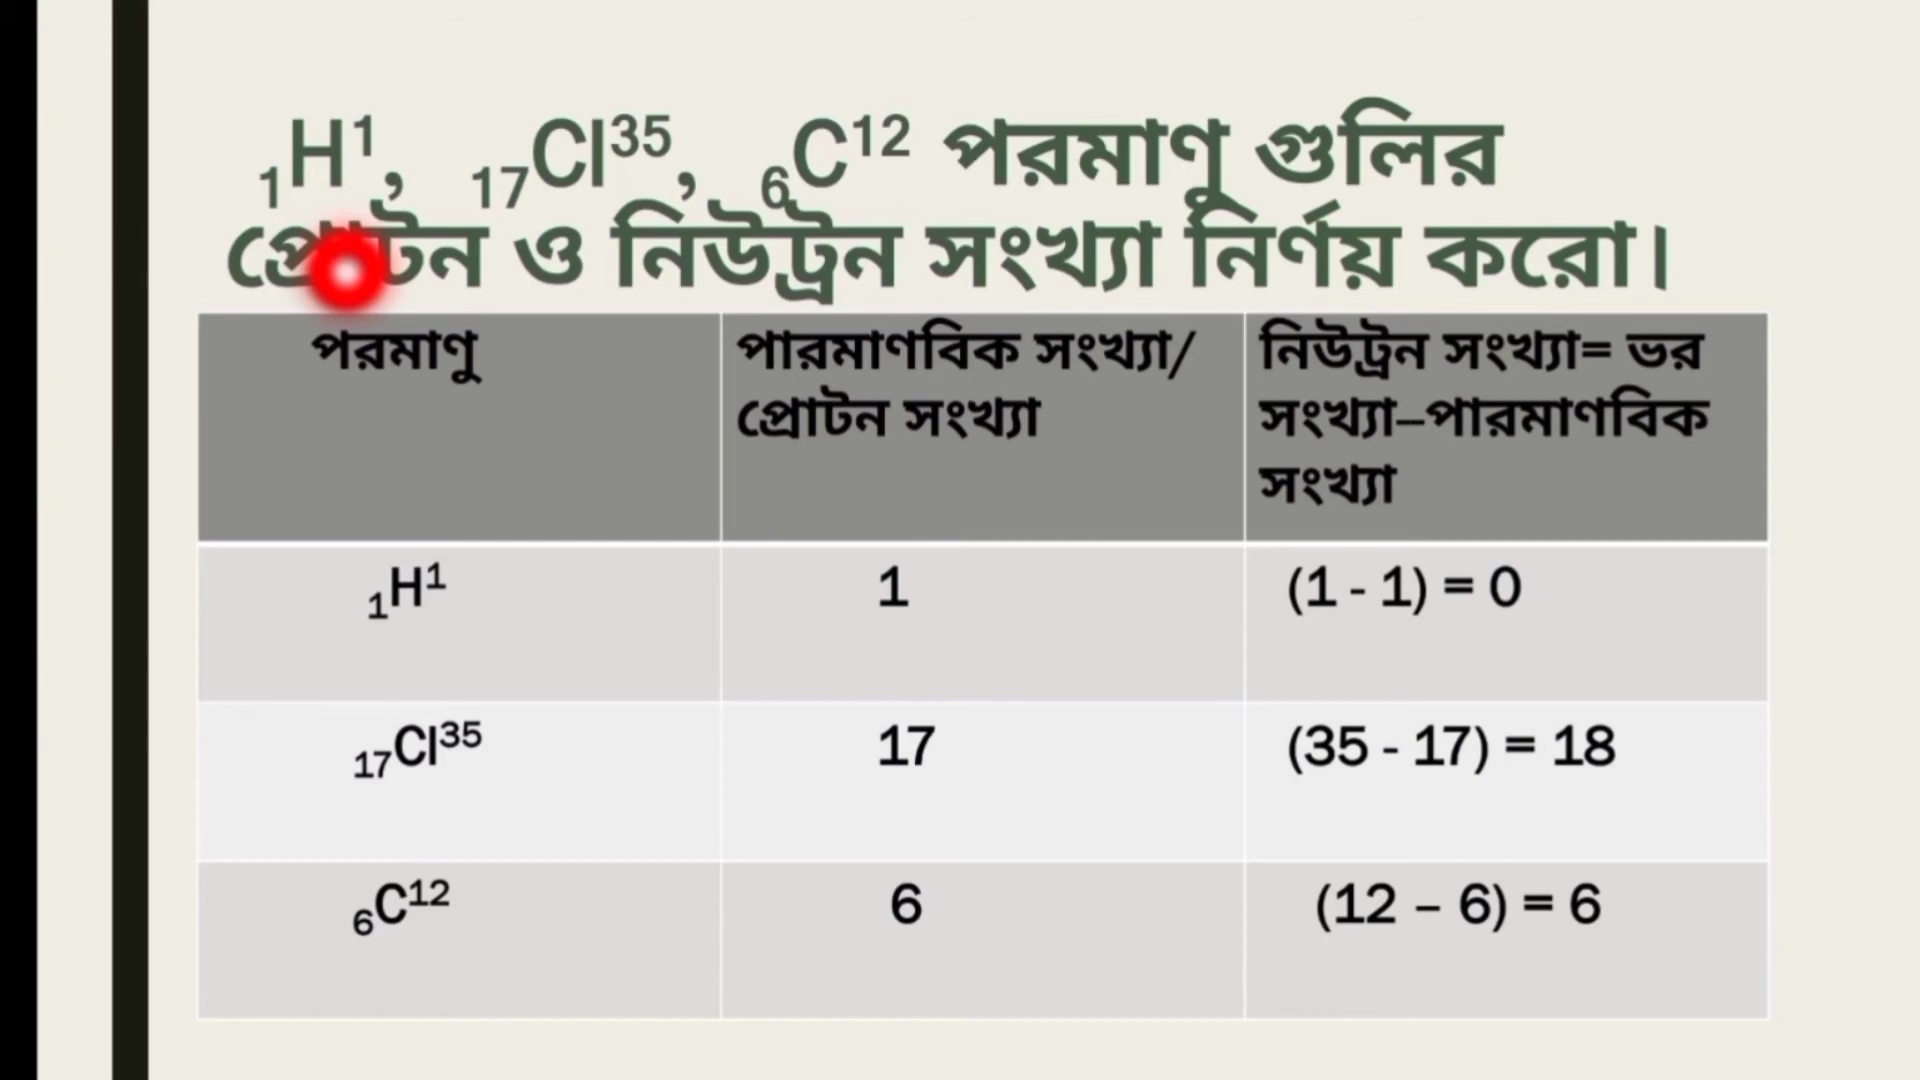 ₁H¹, ₁₇Cl³⁵, ₆C¹² পরমাণু গুলির
প্রোটন ও নিউট্রন সংখ্যা নির্ণয় করো।
পরমাণু
পারমাণবিক সংখ্যা/
প্রোটন সংখ্যা
নিউট্রন সংখ্যা= ভর
সংখ্যা–পারমাণবিক
সংখ্যা
₁H¹
1
(1 - 1) = 0
₁₇Cl³⁵
17
(35 - 17) = 18
₆C¹²
6
(12 – 6) = 6